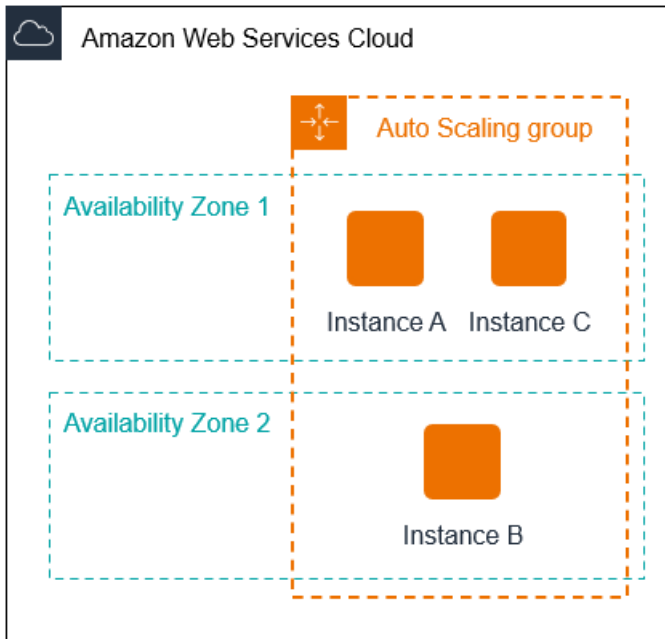 Amazon Web Services Cloud
Auto Scaling group
Availability Zone 1
Instance A
Instance C
Availability Zone 2
Instance B